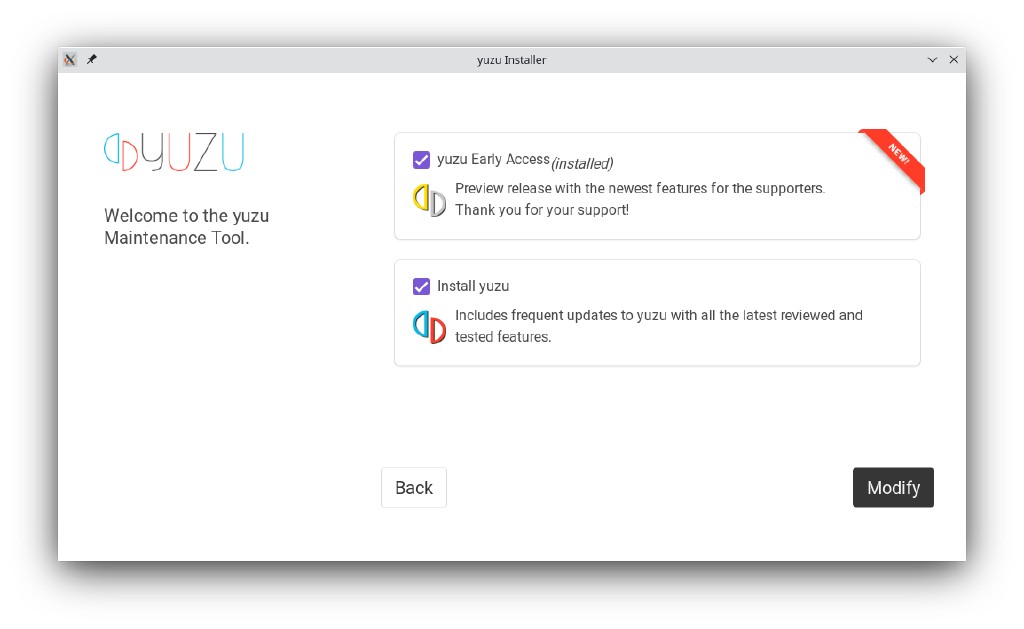 yuzu Installer
YUZU
Welcome to the yuzu
Maintenance Tool.
yuzu Early Access (installed)
NEW!
Preview release with the newest features for the supporters.
Thank you for your support!
Install yuzu
Includes frequent updates to yuzu with all the latest reviewed and
tested features.
Back
Modify